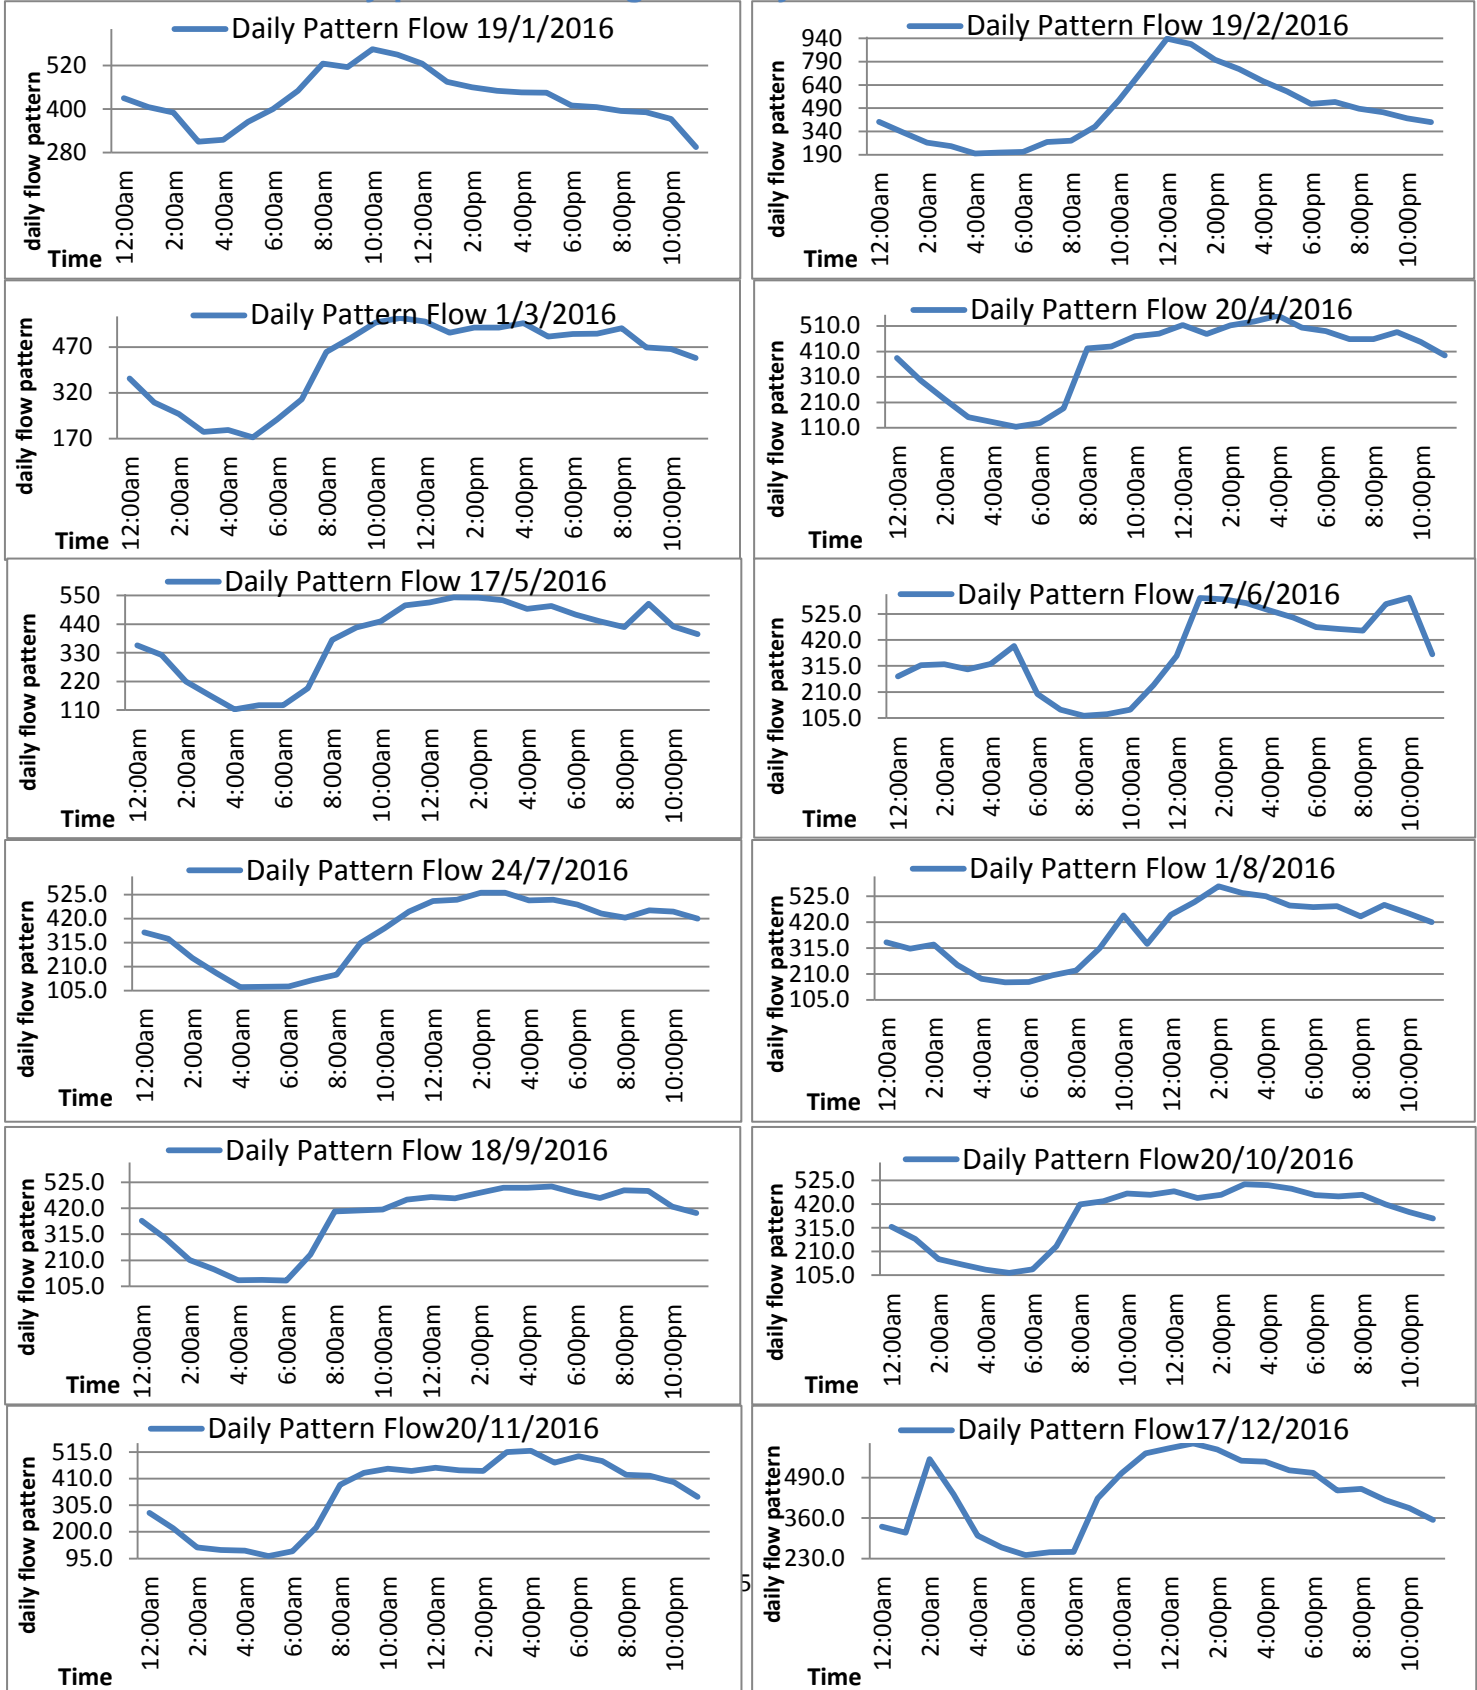 Daily Pattern Flow 19/1/2016
daily flow pattern
520
400
280
12:00am
2:00am
4:00am
6:00am
8:00am
10:00am
12:00am
2:00pm
4:00pm
6:00pm
8:00pm
10:00pm
Time
Daily Pattern Flow 19/2/2016
daily flow pattern
940
790
640
490
340
190
12:00am
2:00am
4:00am
6:00am
8:00am
10:00am
12:00am
2:00pm
4:00pm
6:00pm
8:00pm
10:00pm
Time
Daily Pattern Flow 1/3/2016
daily flow pattern
470
320
170
12:00am
2:00am
4:00am
6:00am
8:00am
10:00am
12:00am
2:00pm
4:00pm
6:00pm
8:00pm
10:00pm
Time
Daily Pattern Flow 20/4/2016
daily flow pattern
510.0
410.0
310.0
210.0
110.0
12:00am
2:00am
4:00am
6:00am
8:00am
10:00am
12:00am
2:00pm
4:00pm
6:00pm
8:00pm
10:00pm
Time
Daily Pattern Flow 17/5/2016
daily flow pattern
550
440
330
220
110
12:00am
2:00am
4:00am
6:00am
8:00am
10:00am
12:00am
2:00pm
4:00pm
6:00pm
8:00pm
10:00pm
Time
Daily Pattern Flow 17/6/2016
daily flow pattern
525.0
420.0
315.0
210.0
105.0
12:00am
2:00am
4:00am
6:00am
8:00am
10:00am
12:00am
2:00pm
4:00pm
6:00pm
8:00pm
10:00pm
Time
Daily Pattern Flow 24/7/2016
daily flow pattern
525.0
420.0
315.0
210.0
105.0
12:00am
2:00am
4:00am
6:00am
8:00am
10:00am
12:00am
2:00pm
4:00pm
6:00pm
8:00pm
10:00pm
Time
Daily Pattern Flow 1/8/2016
daily flow pattern
525.0
420.0
315.0
210.0
105.0
12:00am
2:00am
4:00am
6:00am
8:00am
10:00am
12:00am
2:00pm
4:00pm
6:00pm
8:00pm
10:00pm
Time
Daily Pattern Flow 18/9/2016
daily flow pattern
525.0
420.0
315.0
210.0
105.0
12:00am
2:00am
4:00am
6:00am
8:00am
10:00am
12:00am
2:00pm
4:00pm
6:00pm
8:00pm
10:00pm
Time
Daily Pattern Flow20/10/2016
daily flow pattern
525.0
420.0
315.0
210.0
105.0
12:00am
2:00am
4:00am
6:00am
8:00am
10:00am
12:00am
2:00pm
4:00pm
6:00pm
8:00pm
10:00pm
Time
Daily Pattern Flow20/11/2016
daily flow pattern
515.0
410.0
305.0
200.0
95.0
12:00am
2:00am
4:00am
6:00am
8:00am
10:00am
12:00am
2:00pm
4:00pm
6:00pm
8:00pm
10:00pm
Time
Daily Pattern Flow17/12/2016
daily flow pattern
490.0
360.0
230.0
12:00am
2:00am
4:00am
6:00am
8:00am
10:00am
12:00am
2:00pm
4:00pm
6:00pm
8:00pm
10:00pm
Time